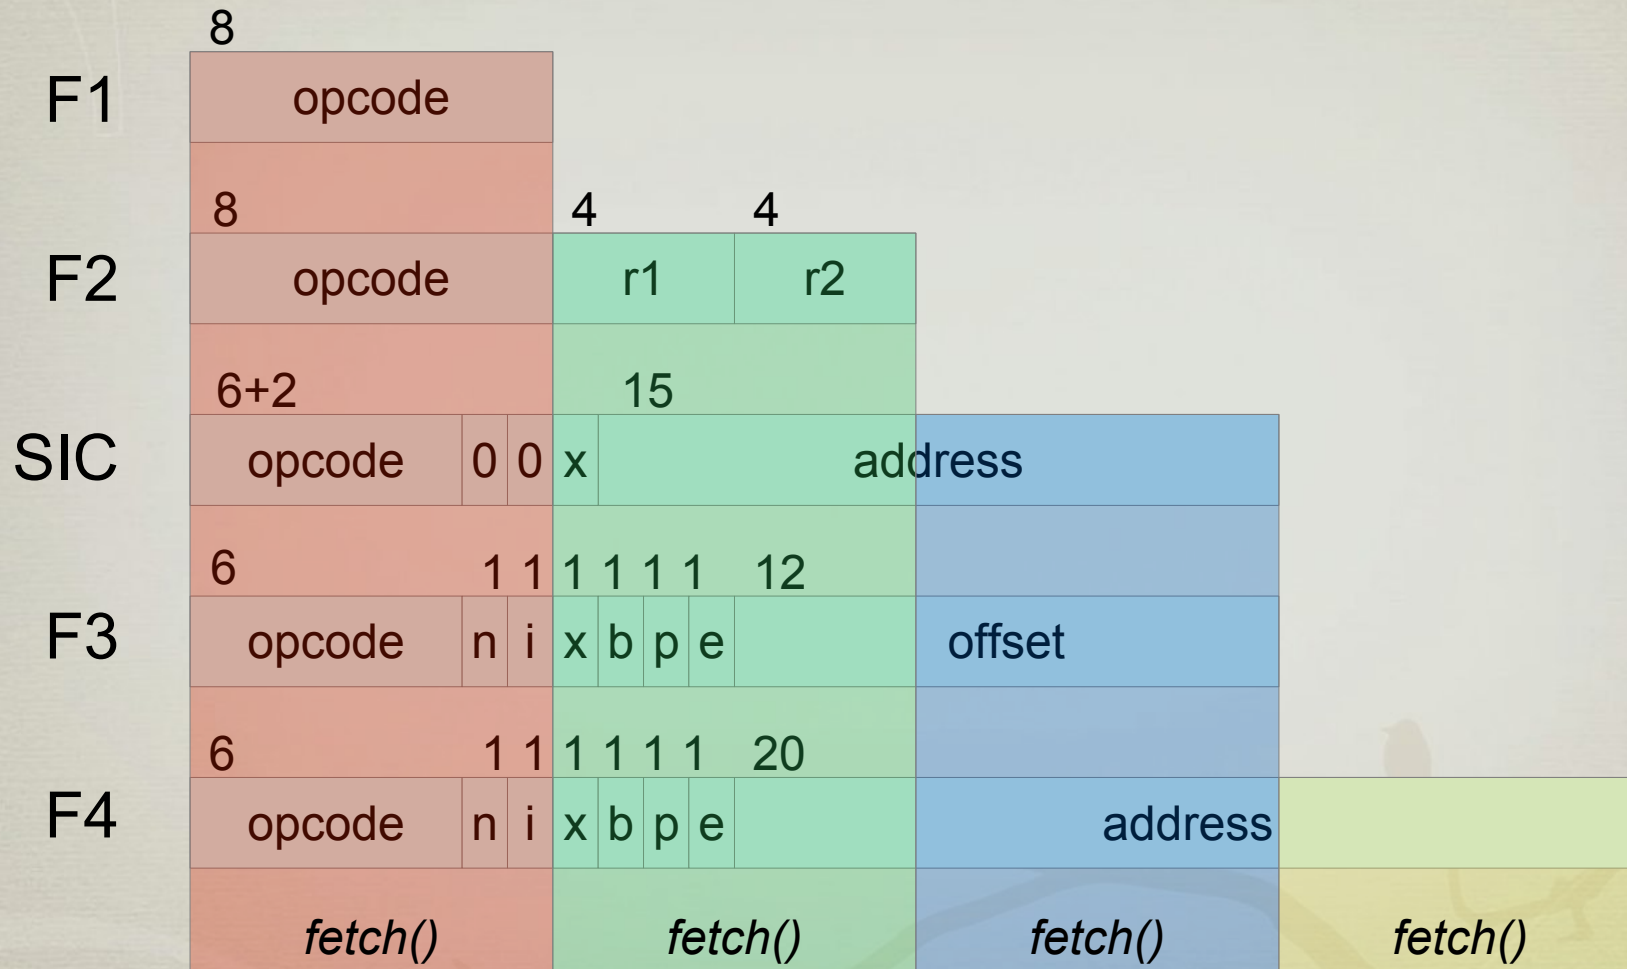 8
F1 opcode
8 4 4
F2 opcode r1 r2
6+2 15
SIC opcode 0 0 x address
6 1 1 1 1 1 1 12
F3 opcode n i x b p e offset
6 1 1 1 1 1 1 20
F4 opcode n i x b p e address
fetch() fetch() fetch() fetch()